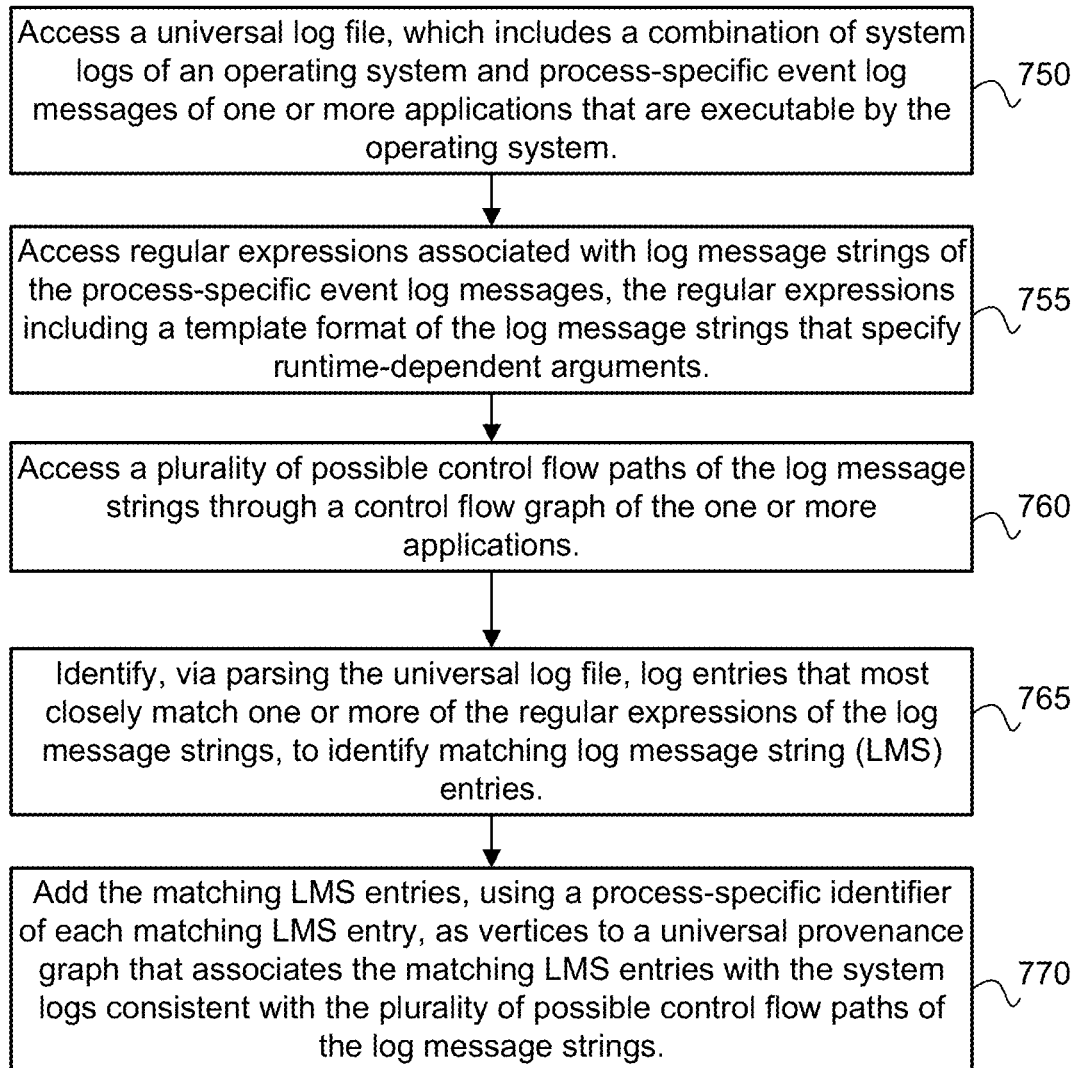 Access a universal log file, which includes a combination of system
logs of an operating system and process-specific event log
messages of one or more applications that are executable by the
operating system.
750
Access regular expressions associated with log message strings of
the process-specific event log messages, the regular expressions
including a template format of the log message strings that specify
runtime-dependent arguments.
755
Access a plurality of possible control flow paths of the log message
strings through a control flow graph of the one or more
applications.
760
Identify, via parsing the universal log file, log entries that most
closely match one or more of the regular expressions of the log
message strings, to identify matching log message string (LMS)
entries.
765
Add the matching LMS entries, using a process-specific identifier
of each matching LMS entry, as vertices to a universal provenance
graph that associates the matching LMS entries with the system
logs consistent with the plurality of possible control flow paths of
the log message strings.
770